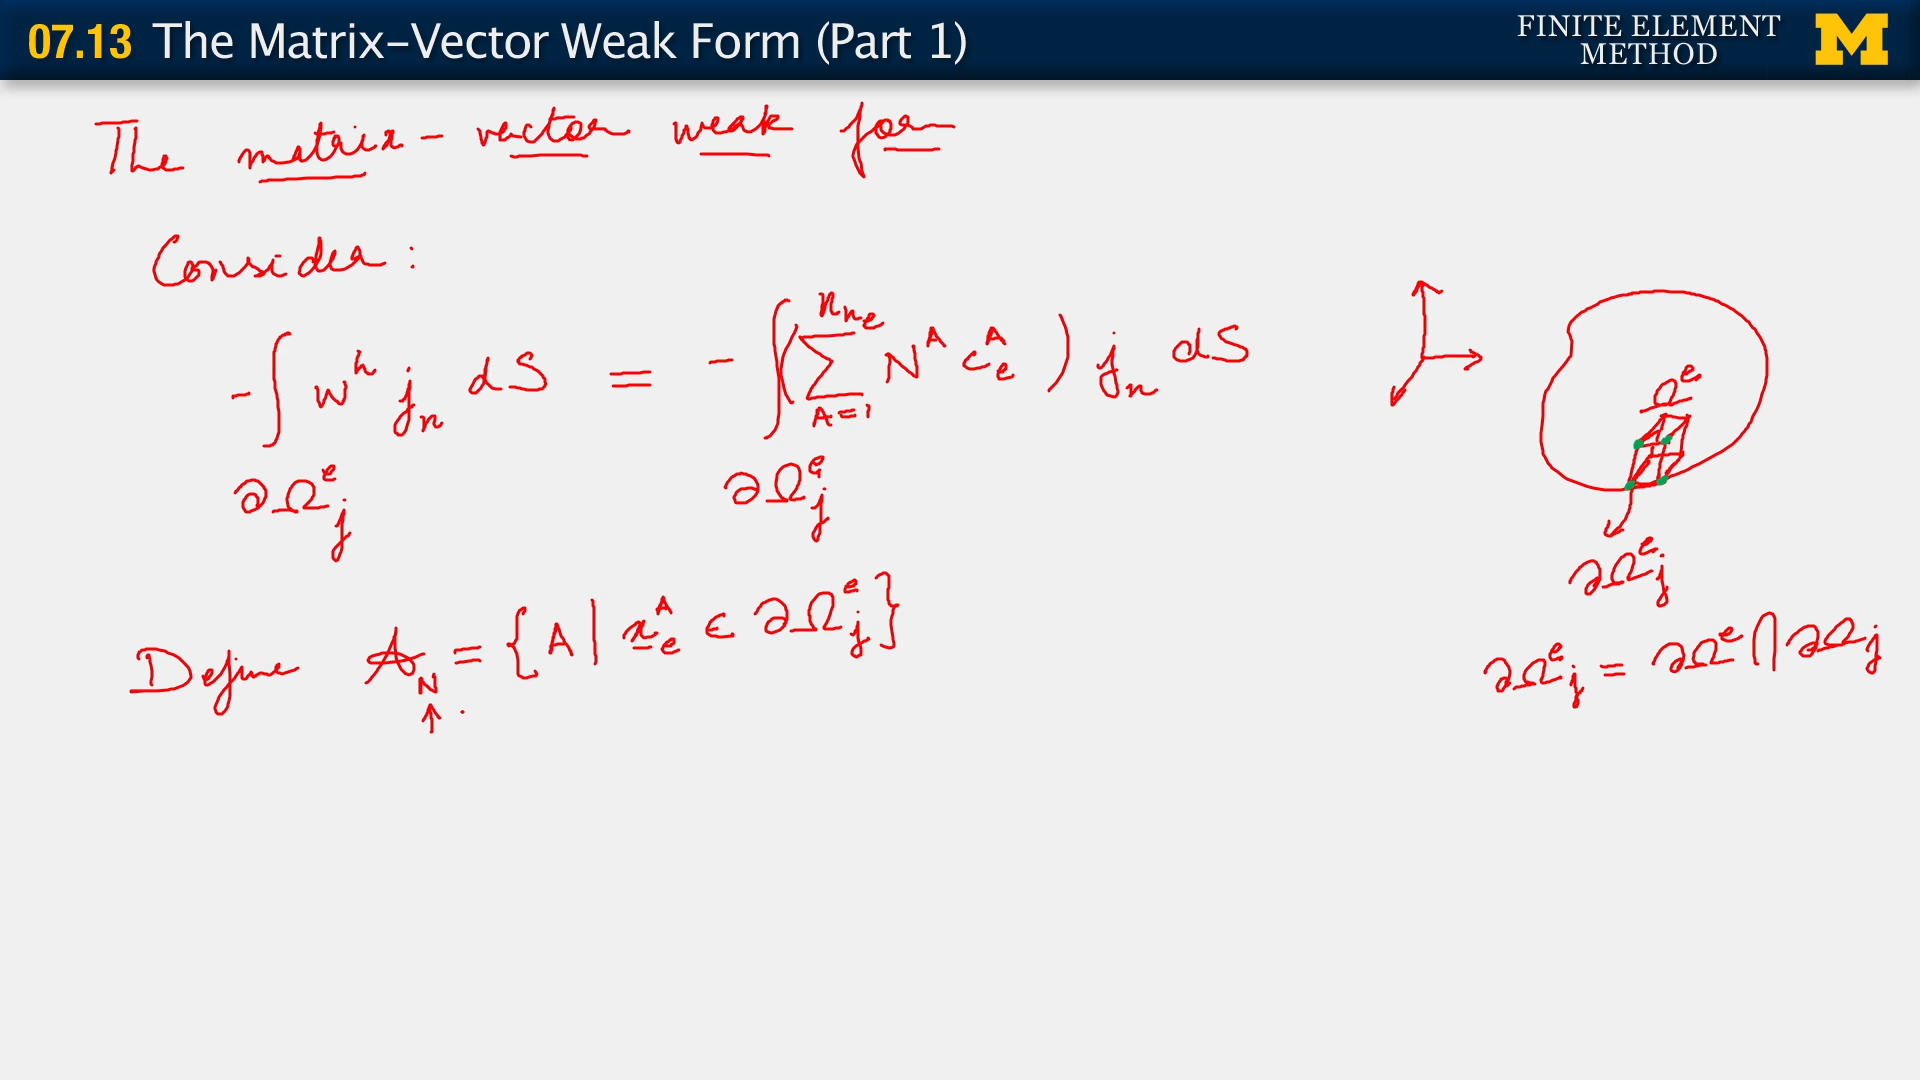 07.13 The Matrix–Vector Weak Form (Part 1)
FINITE ELEMENT
METHOD
M
The matrix - vector weak form
Consider :
- ∫_{∂Ω^e_j} w^h j_n dS = - ∫_{∂Ω^e_j} ( ∑_{A=1}^{n_{n_e}} N^A c^A_e ) j_n dS
Ω^e
∂Ω^e_j
Define A_N = { A | x^A_e ∈ ∂Ω^e_j }
∂Ω^e_j = ∂Ω^e ⋂ ∂Ω_j